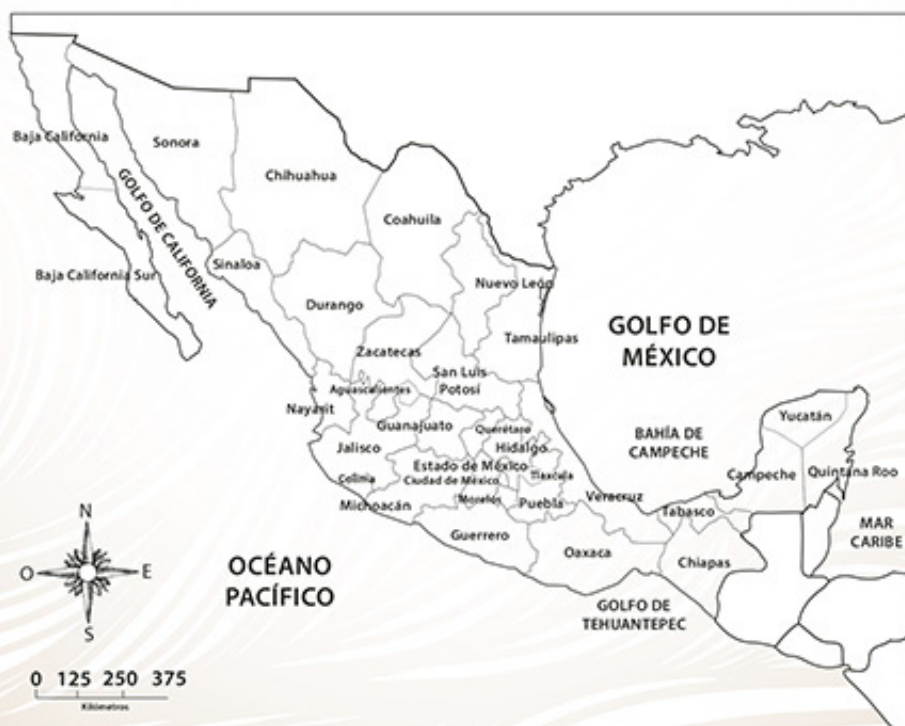 Baja California
Sonora
Chihuahua
GOLFO DE CALIFORNIA
Coahuila
Sinaloa
Baja California Sur
Nuevo León
Durango
Tamaulipas
GOLFO DE
MÉXICO
Zacatecas
San Luis
Potosí
Aguascalientes
Nayarit
Guanajuato
Querétaro
Yucatán
BAHÍA DE
CAMPECHE
Jalisco
Hidalgo
Estado de México
Campeche
Quintana Roo
Colima
Ciudad de México
Tlaxcala
Michoacán
Morelos
Puebla
Veracruz
Tabasco
MAR
CARIBE
Guerrero
Oaxaca
Chiapas
N
O
E
S
OCÉANO
PACÍFICO
GOLFO DE
TEHUANTEPEC
0 125 250 375
Kilómetros